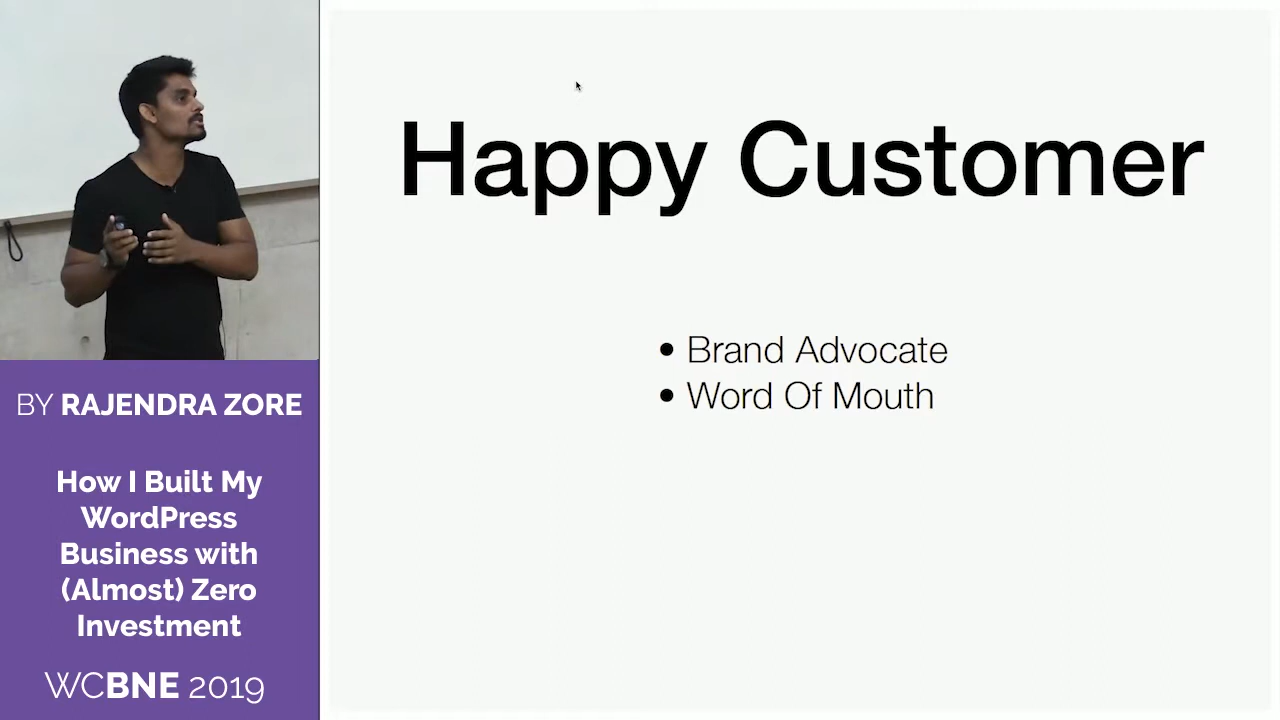 BY RAJENDRA ZORE
How I Built My
WordPress
Business with
(Almost) Zero
Investment
WCBNE 2019
Happy Customer
• Brand Advocate
• Word Of Mouth